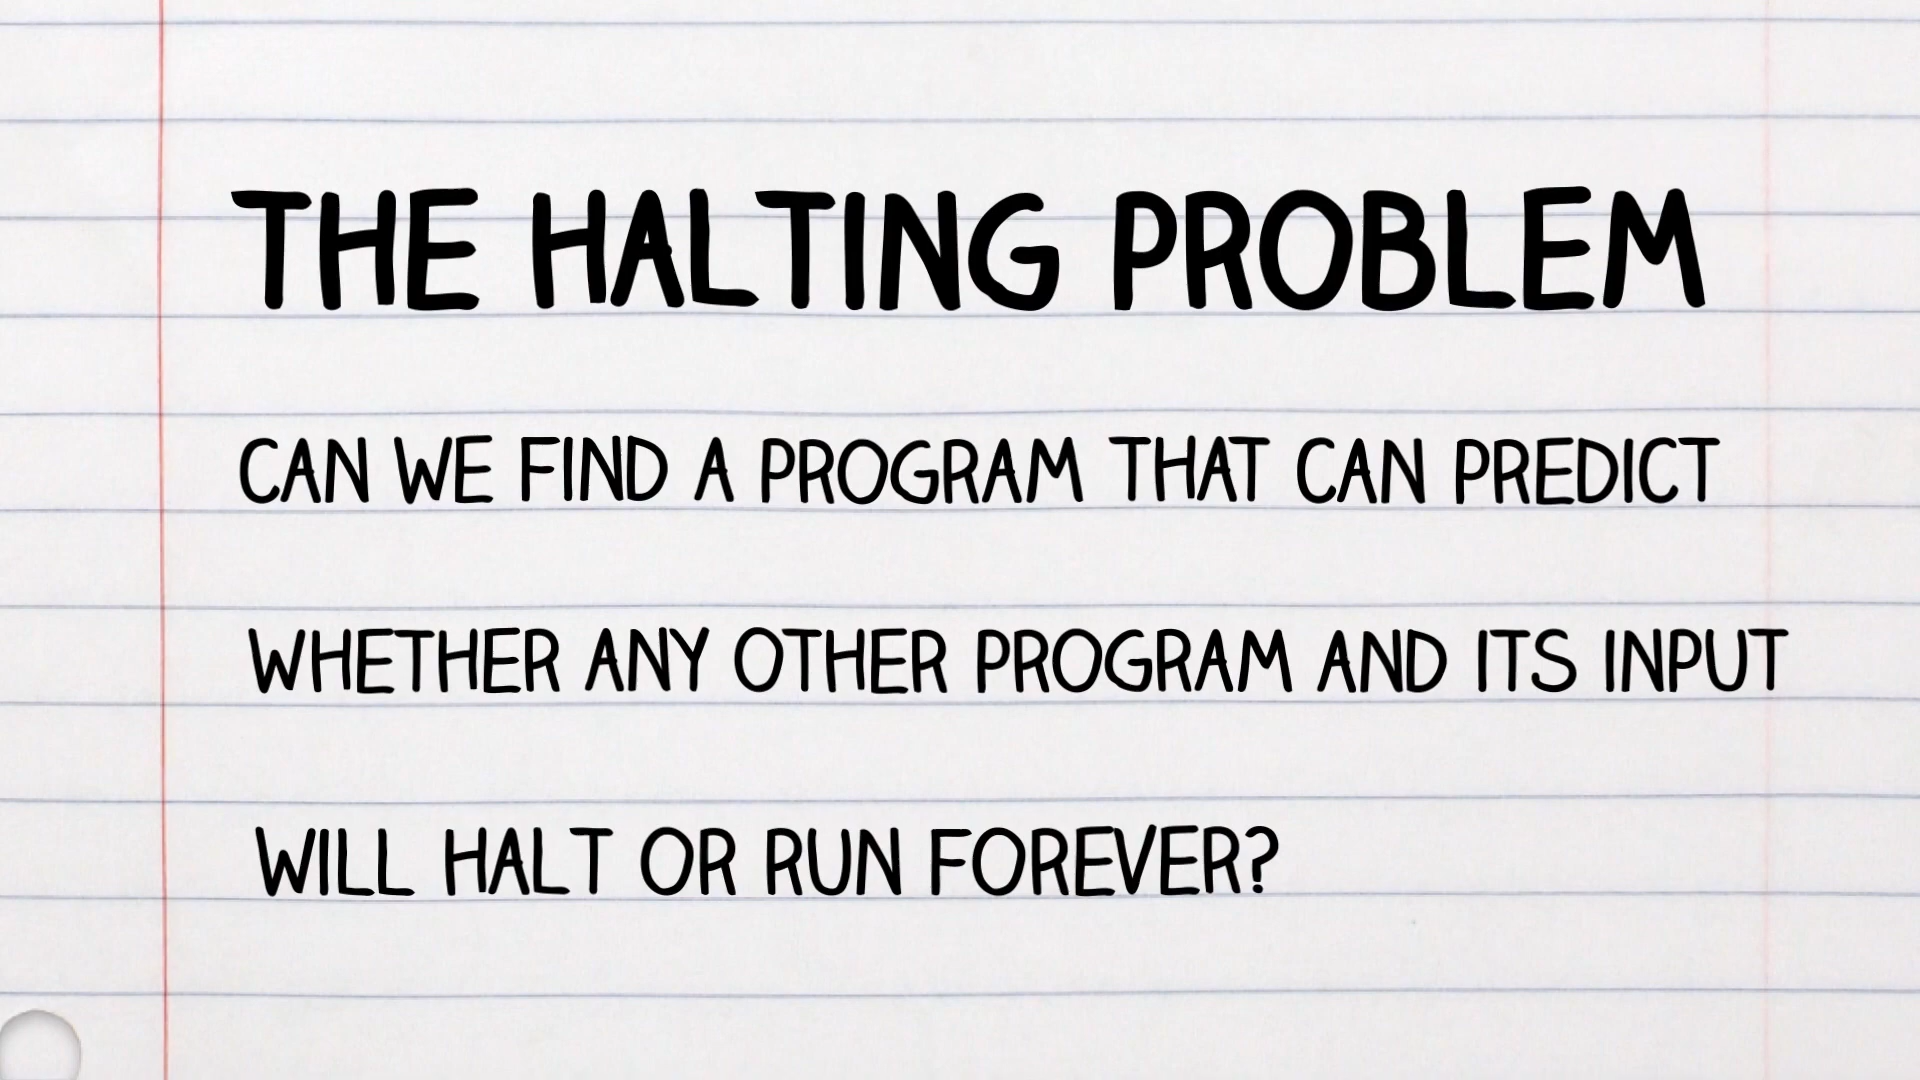 THE HALTING PROBLEM
CAN WE FIND A PROGRAM THAT CAN PREDICT
WHETHER ANY OTHER PROGRAM AND ITS INPUT
WILL HALT OR RUN FOREVER?